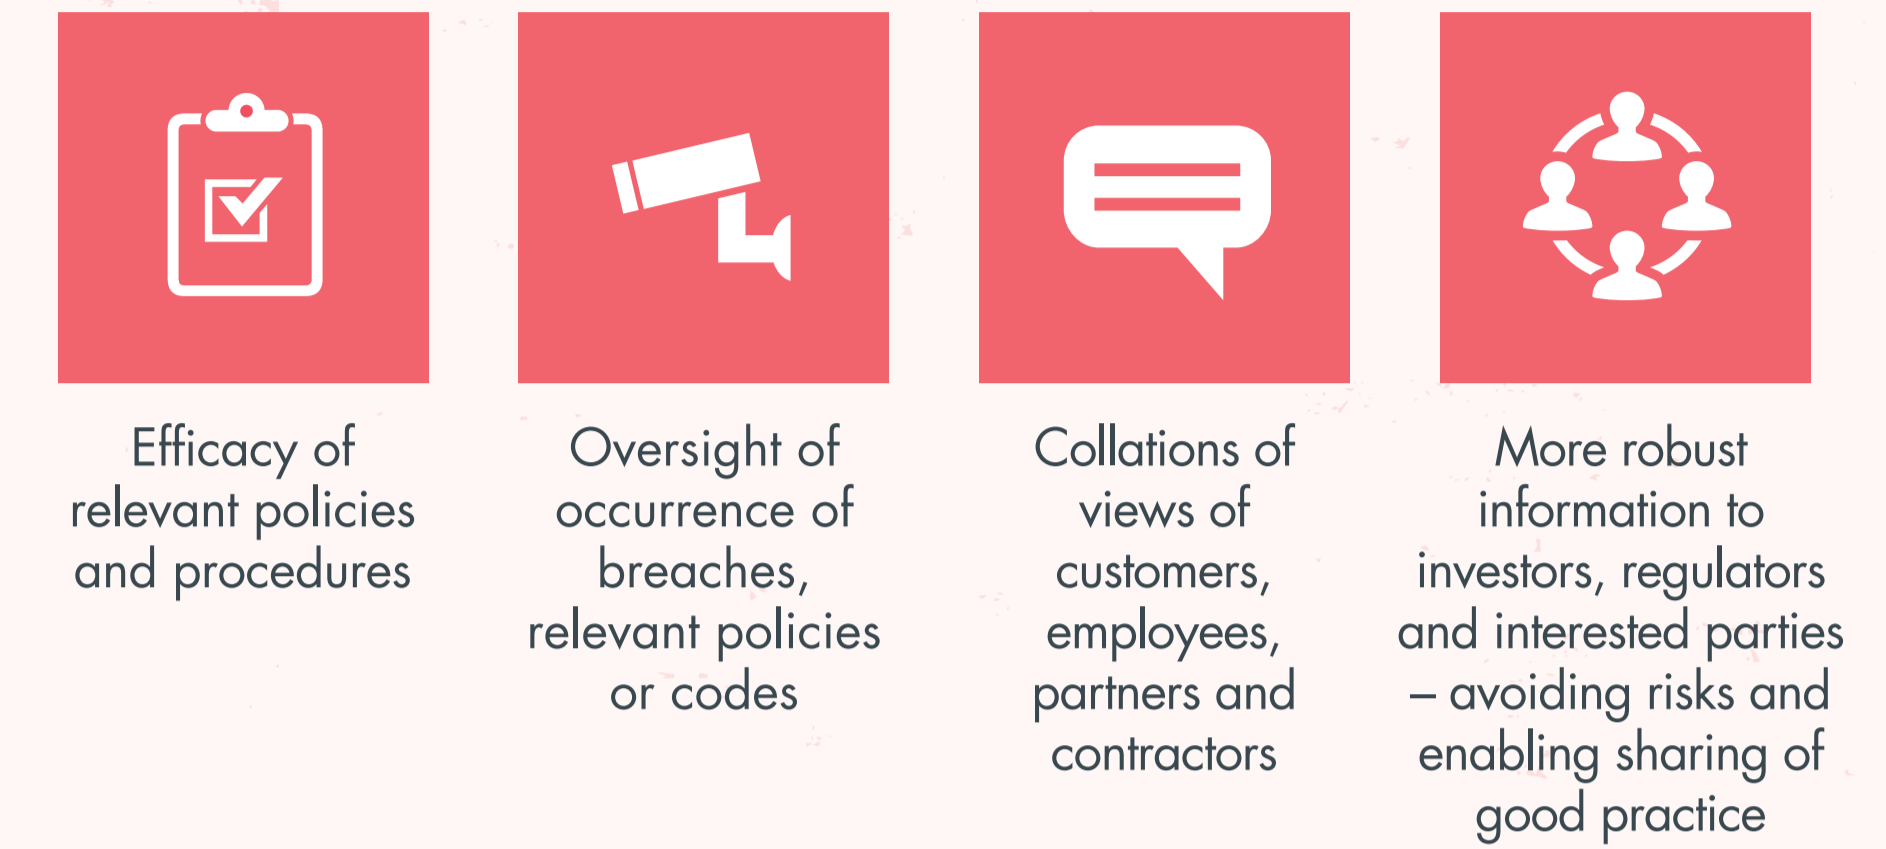 Efficacy of
relevant policies
and procedures
Oversight of
occurrence of
breaches,
relevant policies
or codes
Collations of
views of
customers,
employees,
partners and
contractors
More robust
information to
investors, regulators
and interested parties
– avoiding risks and
enabling sharing of
good practice